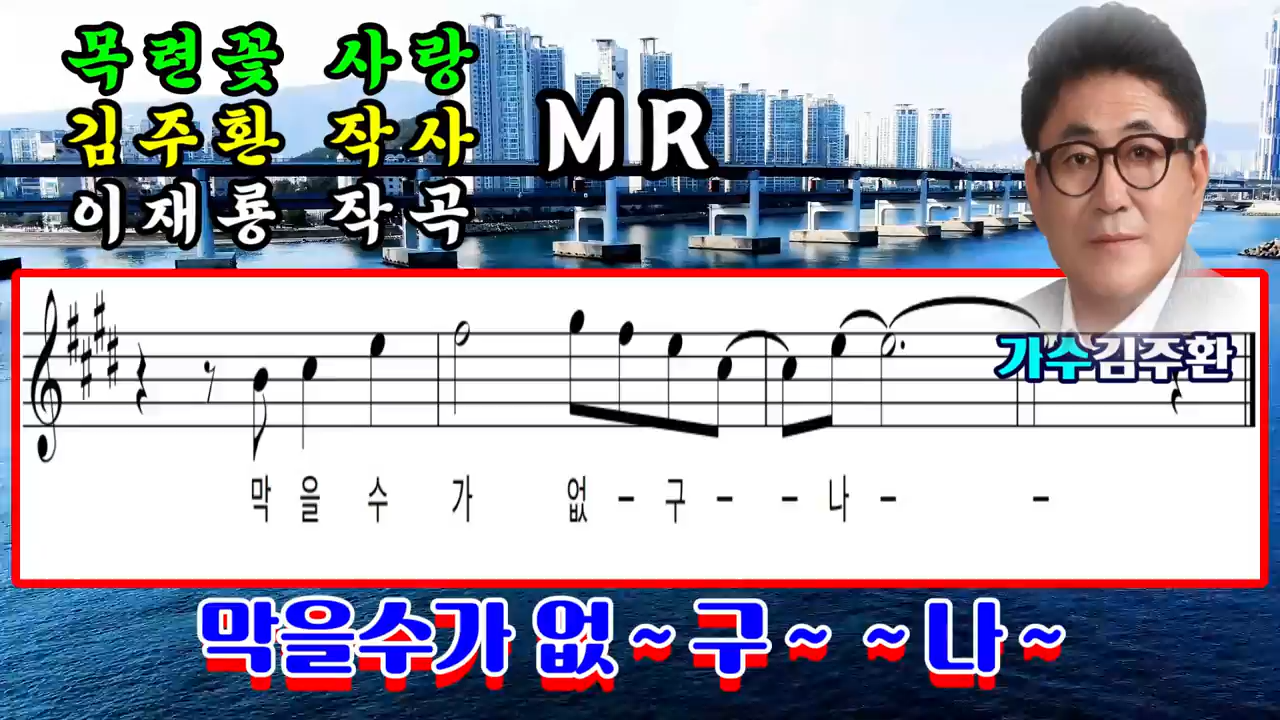 목련꽃 사랑
김주환 작사
이재룡 작곡
MR
가수김주환
막 을 수 가 없 - 구 - - 나 - -
막을수가 없 ~ 구 ~ ~ 나 ~